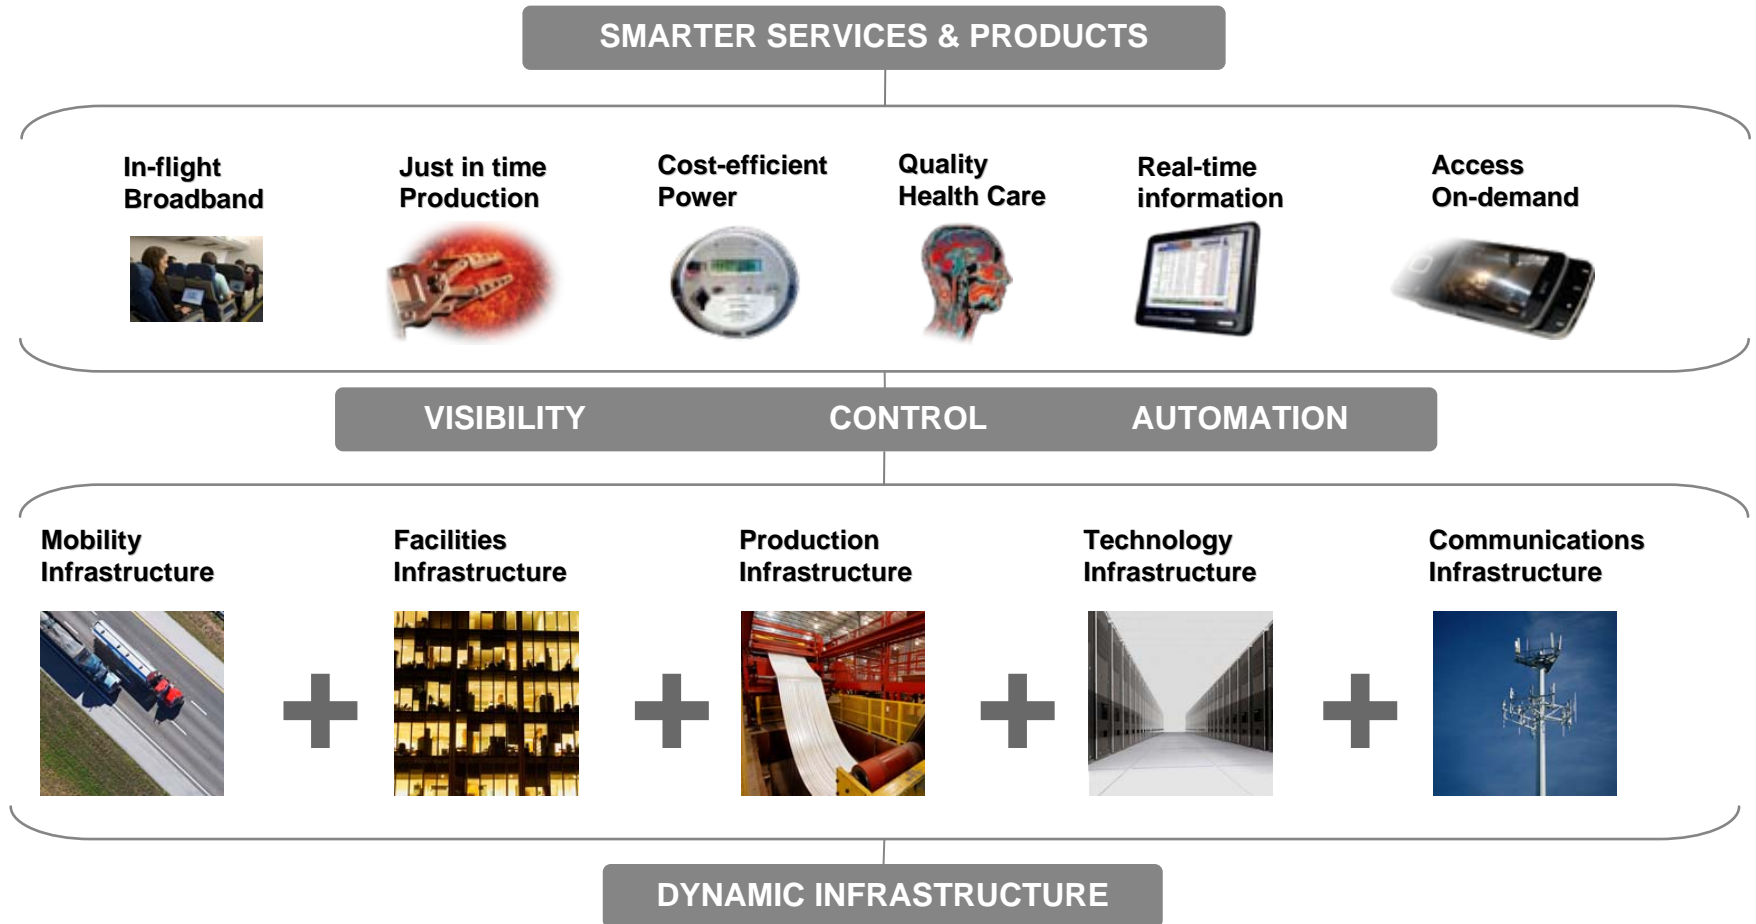 SMARTER SERVICES & PRODUCTS
In-flight
Broadband
Just in time
Production
Cost-efficient
Power
Quality
Health Care
Real-time
information
Access
On-demand
VISIBILITY CONTROL AUTOMATION
Mobility
Infrastructure
Facilities
Infrastructure
Production
Infrastructure
Technology
Infrastructure
Communications
Infrastructure
DYNAMIC INFRASTRUCTURE